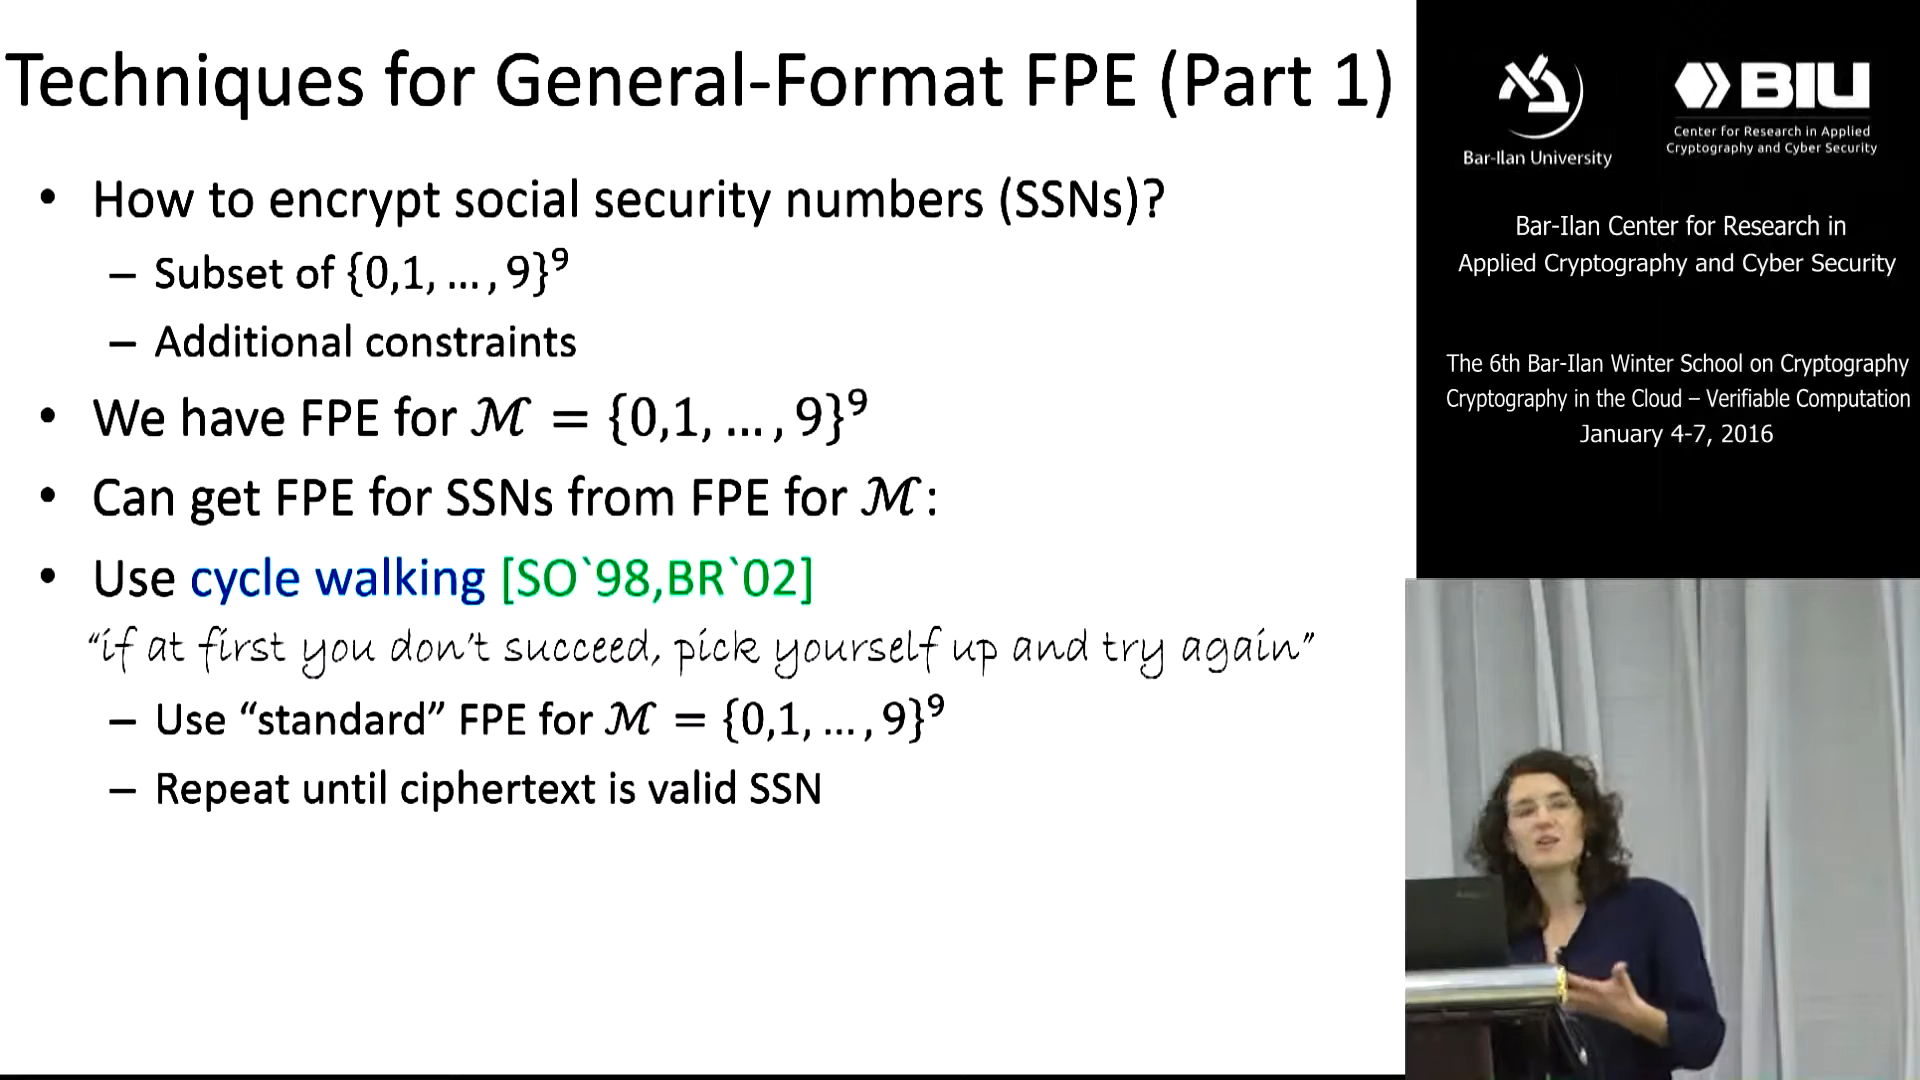 Techniques for General-Format FPE (Part 1)
• How to encrypt social security numbers (SSNs)?
– Subset of {0,1, … , 9}⁹
– Additional constraints
• We have FPE for ℳ = {0,1, … , 9}⁹
• Can get FPE for SSNs from FPE for ℳ:
• Use cycle walking [SO`98,BR`02]
“if at first you don’t succeed, pick yourself up and try again”
– Use “standard” FPE for ℳ = {0,1, … , 9}⁹
– Repeat until ciphertext is valid SSN
Bar-Ilan University
BIU
Center for Research in Applied
Cryptography and Cyber Security
Bar-Ilan Center for Research in
Applied Cryptography and Cyber Security
The 6th Bar-Ilan Winter School on Cryptography
Cryptography in the Cloud – Verifiable Computation
January 4-7, 2016